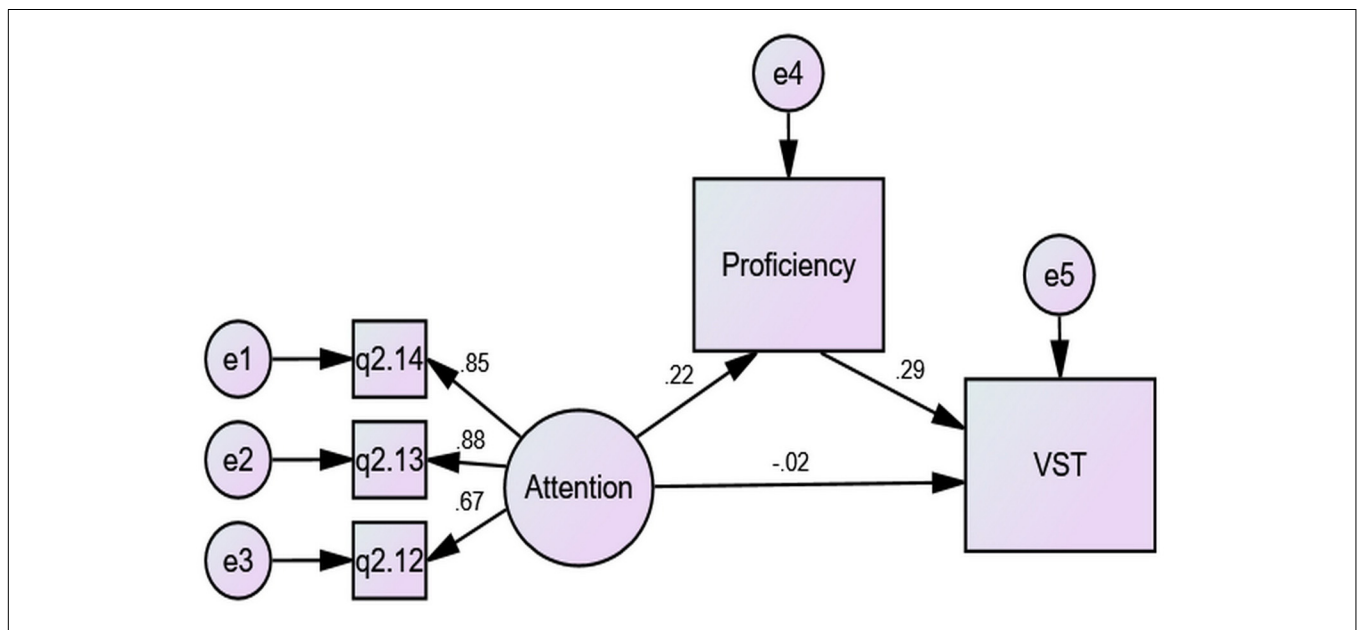 e4
Proficiency
e5
e1
q2.14
.85
.22
.29
e2
q2.13
.88
Attention
-.02
VST
.67
e3
q2.12